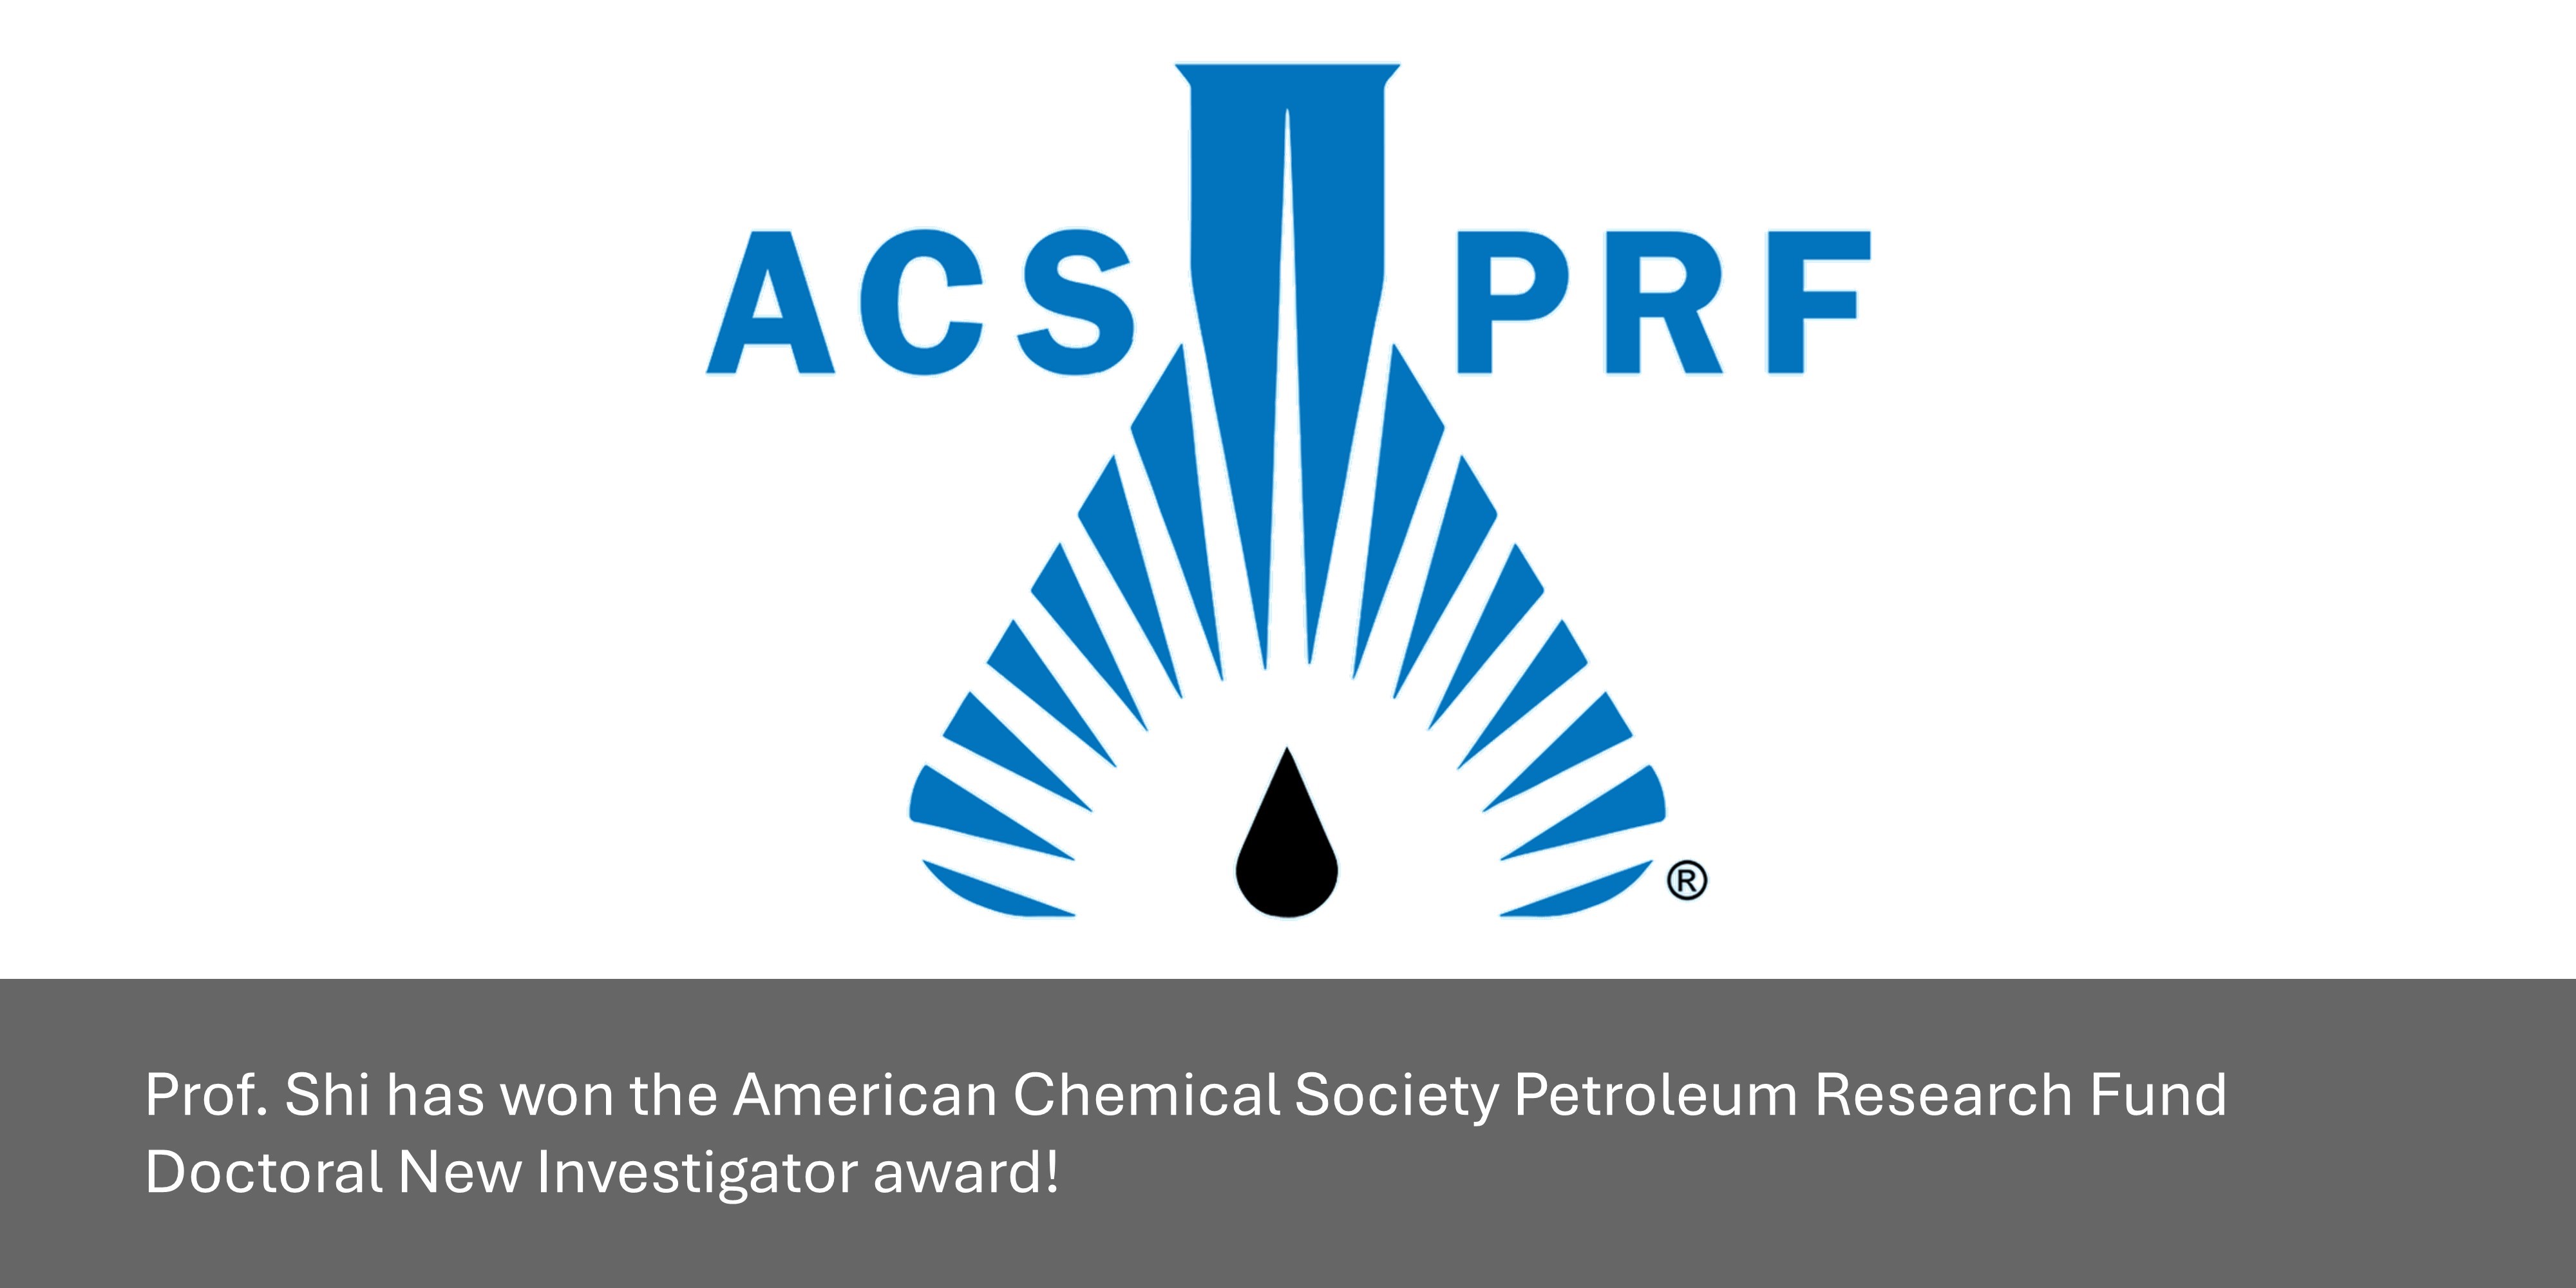 ACS PRF
®
Prof. Shi has won the American Chemical Society Petroleum Research Fund
Doctoral New Investigator award!